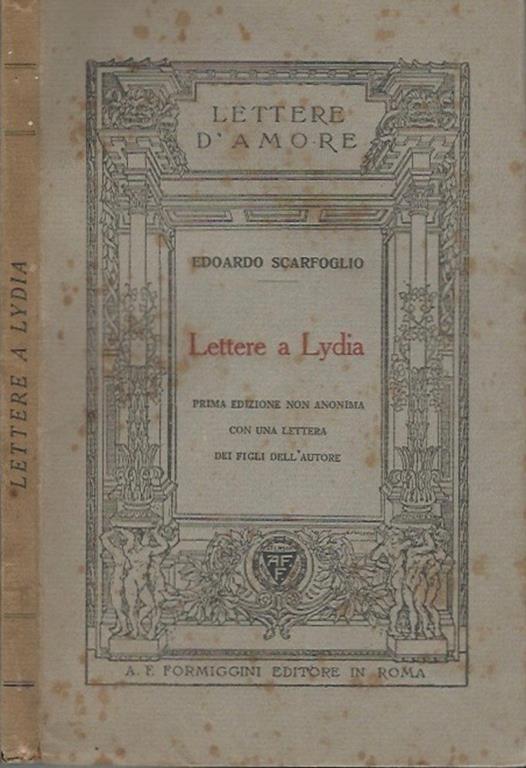 LETTERE A LYDIA
LETTERE
D'AMORE
EDOARDO SCARFOGLIO
Lettere a Lydia
PRIMA EDIZIONE NON ANONIMA
CON UNA LETTERA
DEI FIGLI DELL'AUTORE
AFF
A. F. FORMIGGINI EDITORE IN ROMA